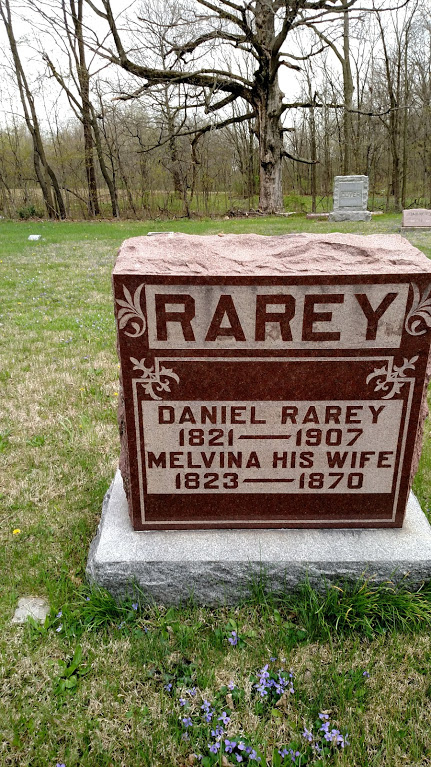 RAREY
DANIEL RAREY
1821—1907
MELVINA HIS WIFE
1823—1870